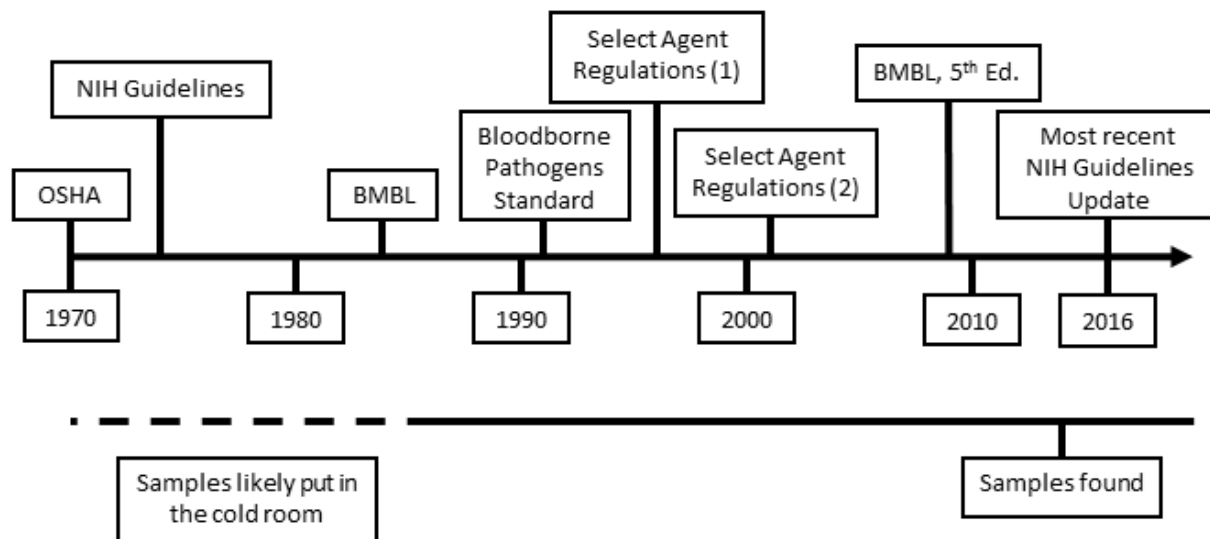 Select Agent
Regulations (1)
NIH Guidelines
BMBL, 5th Ed.
Bloodborne
Pathogens
Standard
Select Agent
Regulations (2)
Most recent
NIH Guidelines
Update
OSHA
BMBL
1970
1980
1990
2000
2010
2016
Samples likely put in
the cold room
Samples found